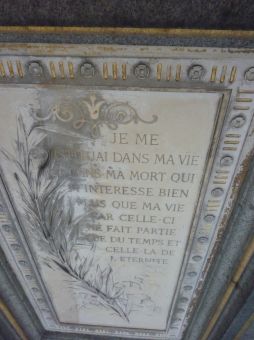 JE ME
DANS MA VIE
MA MORT QUI
INTERESSE BIEN
QUE MA VIE
CAR CELLE-CI
NE FAIT PARTIE
QUE DU TEMPS ET
CELLE-LA DE
L ETERNITE